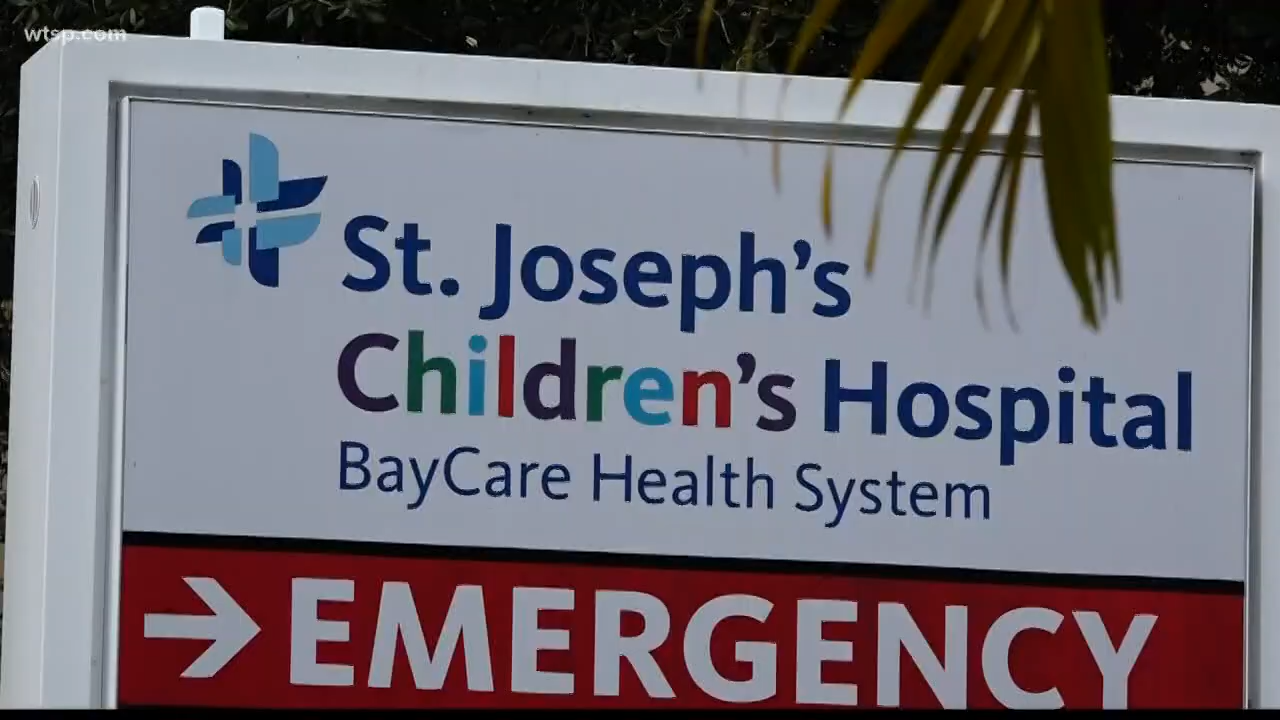 wtsp.com
St. Joseph's
Children's Hospital
BayCare Health System
→ EMERGENCY